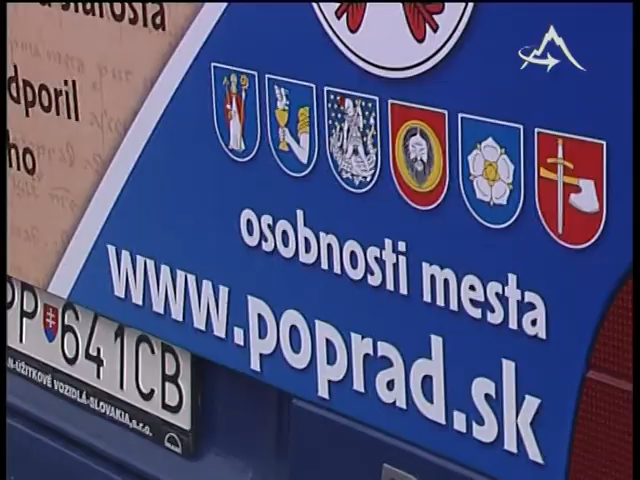 starosta
dporil
ho
osobnosti mesta
www.poprad.sk
PP 641CB
N-ÚŽITKOVÉ VOZIDLÁ-SLOVAKIA,s.r.o.